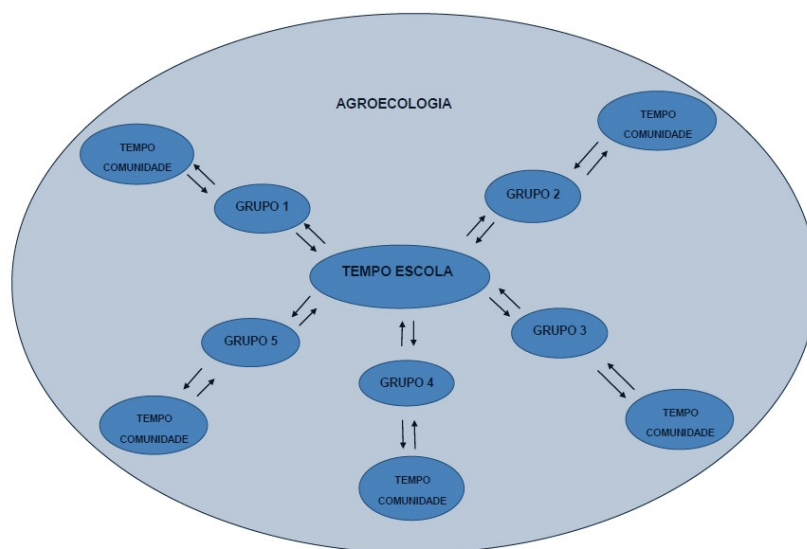 AGROECOLOGIA
TEMPO
COMUNIDADE
TEMPO
COMUNIDADE
GRUPO 1
GRUPO 2
TEMPO ESCOLA
GRUPO 5
GRUPO 3
GRUPO 4
TEMPO
COMUNIDADE
TEMPO
COMUNIDADE
TEMPO
COMUNIDADE